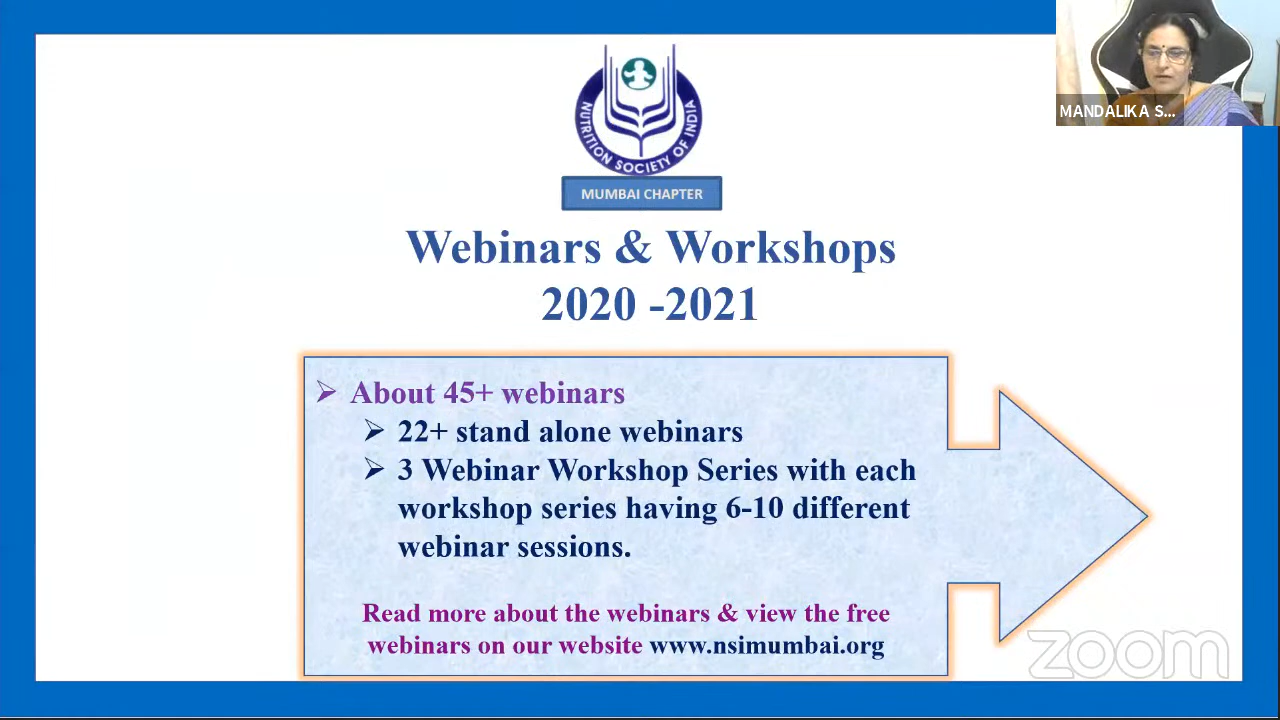 MANDALIKA S...
NUTRITION SOCIETY OF INDIA
MUMBAI CHAPTER
Webinars & Workshops
2020 -2021
About 45+ webinars
22+ stand alone webinars
3 Webinar Workshop Series with each
workshop series having 6-10 different
webinar sessions.
Read more about the webinars & view the free
webinars on our website www.nsimumbai.org
zoom